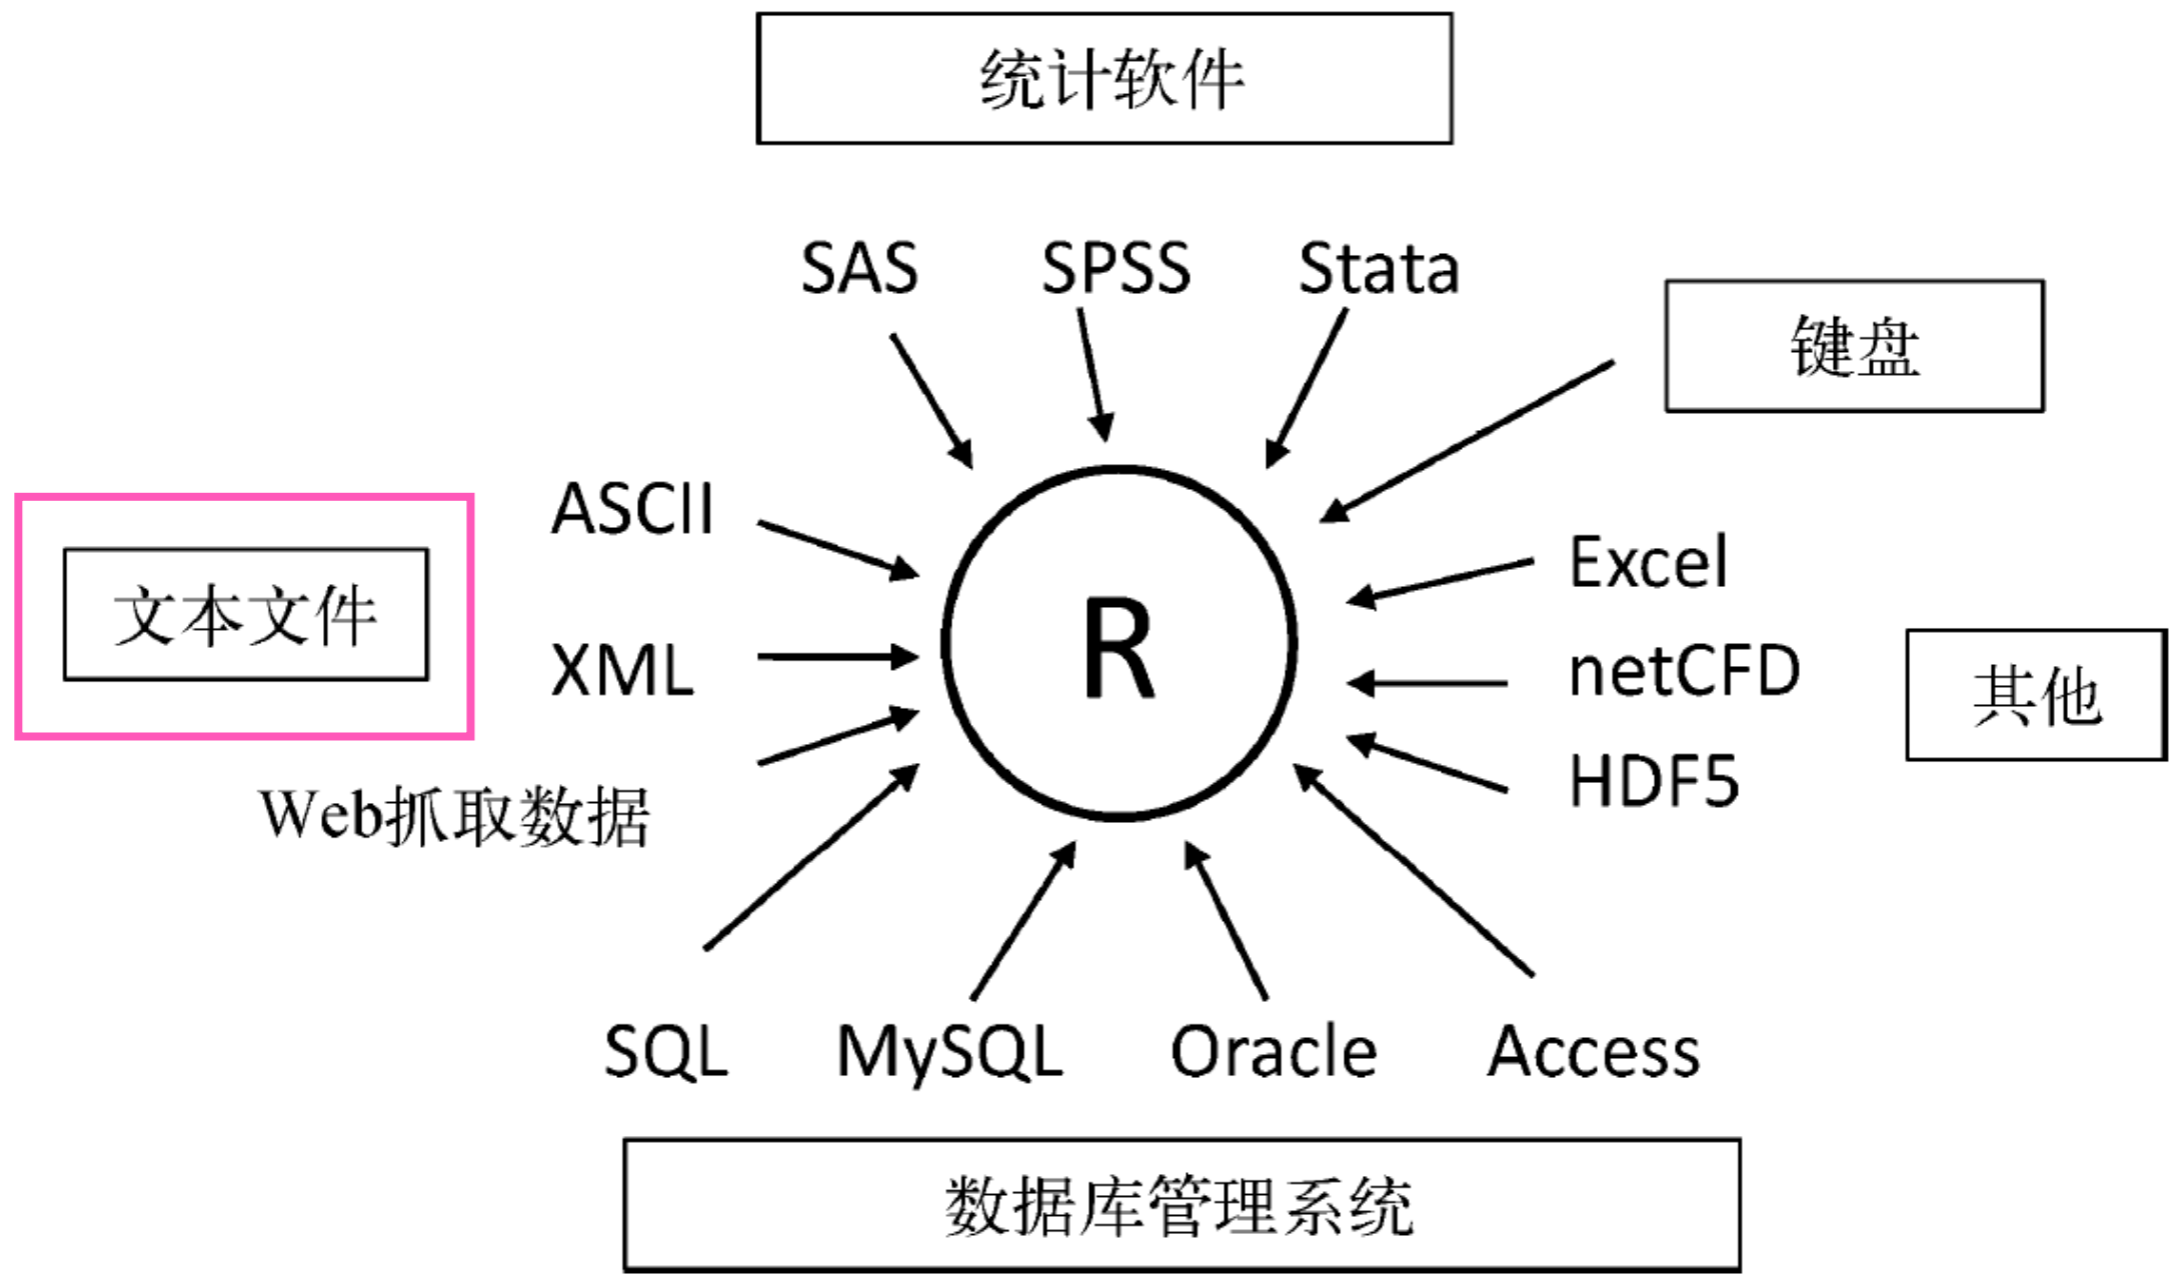 统计软件
SAS SPSS Stata
键盘
ASCII
Excel
文本文件
R
XML
netCFD
其他
HDF5
Web抓取数据
SQL MySQL Oracle Access
数据库管理系统